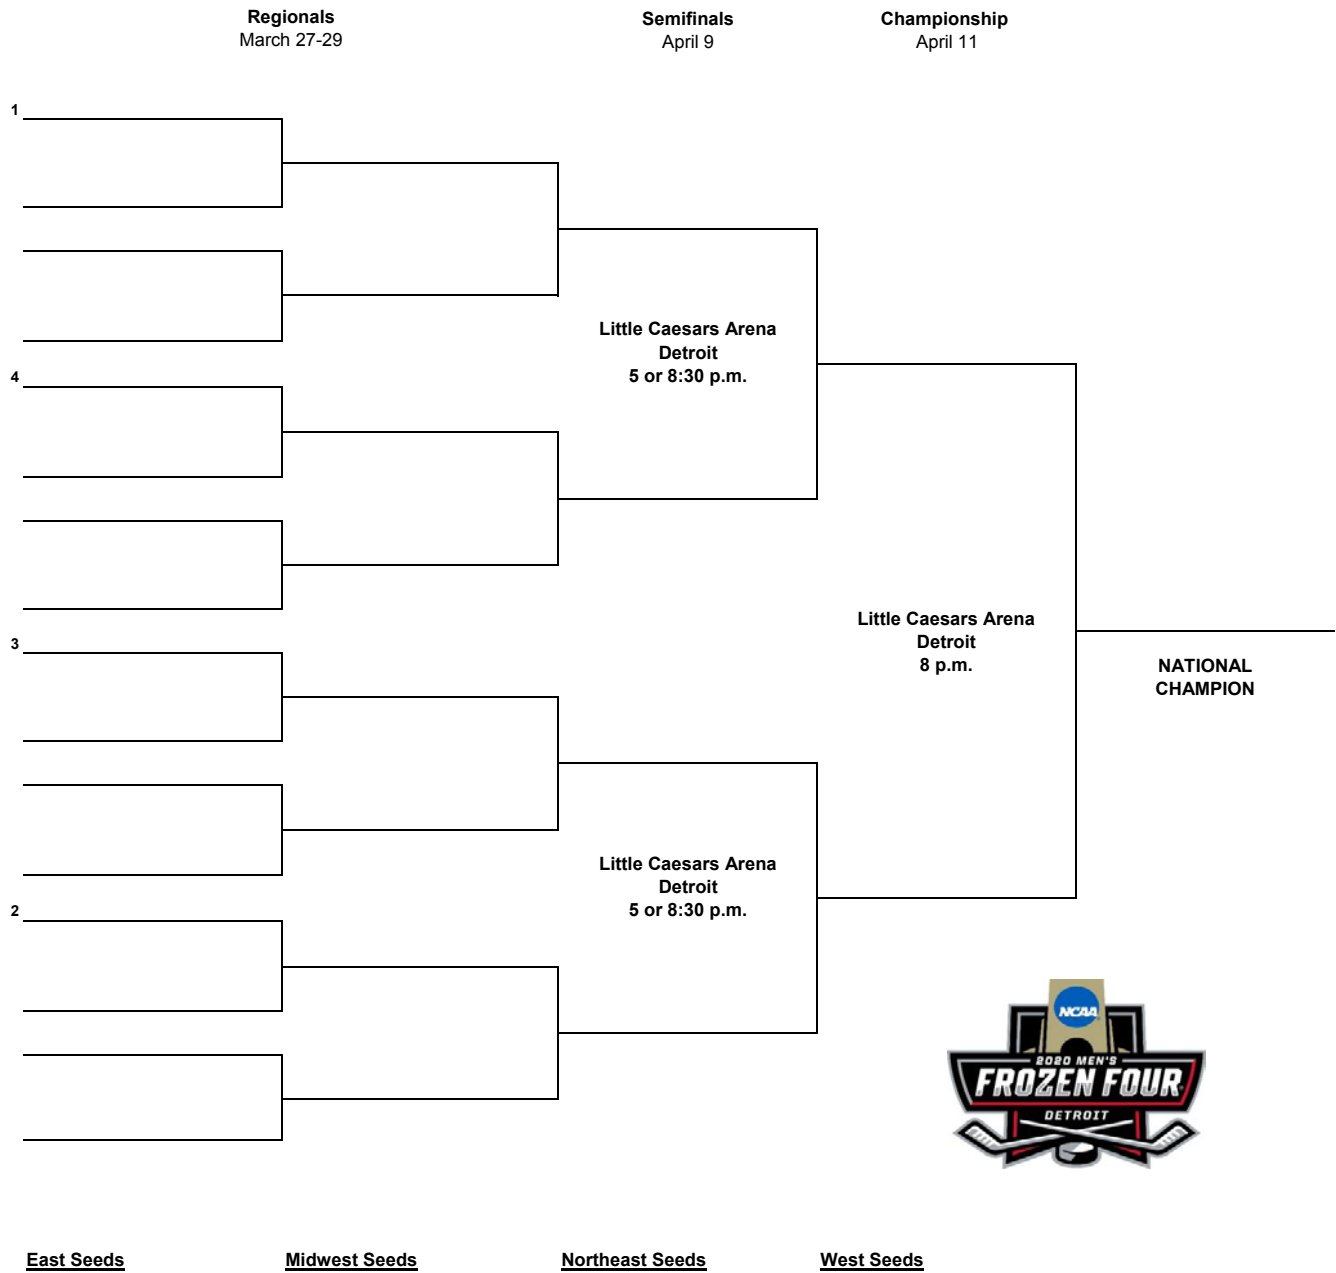 Regionals
March 27-29
Semifinals
April 9
Championship
April 11
1
Little Caesars Arena
Detroit
5 or 8:30 p.m.
4
Little Caesars Arena
Detroit
8 p.m.
3
NATIONAL
CHAMPION
Little Caesars Arena
Detroit
5 or 8:30 p.m.
2
NCAA
2020 MEN'S
FROZEN FOUR
DETROIT
East Seeds
Midwest Seeds
Northeast Seeds
West Seeds